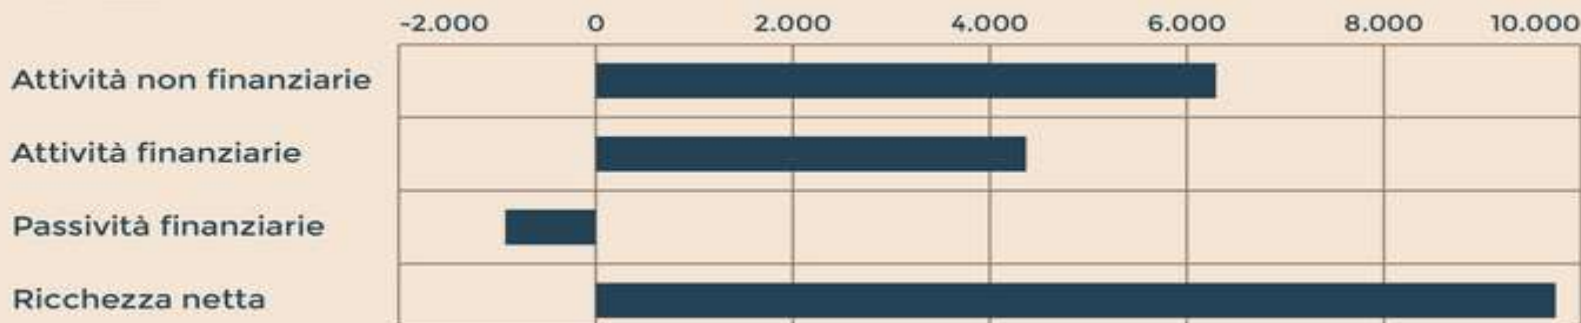 -2.000 0 2.000 4.000 6.000 8.000 10.000
Attività non finanziarie
Attività finanziarie
Passività finanziarie
Ricchezza netta